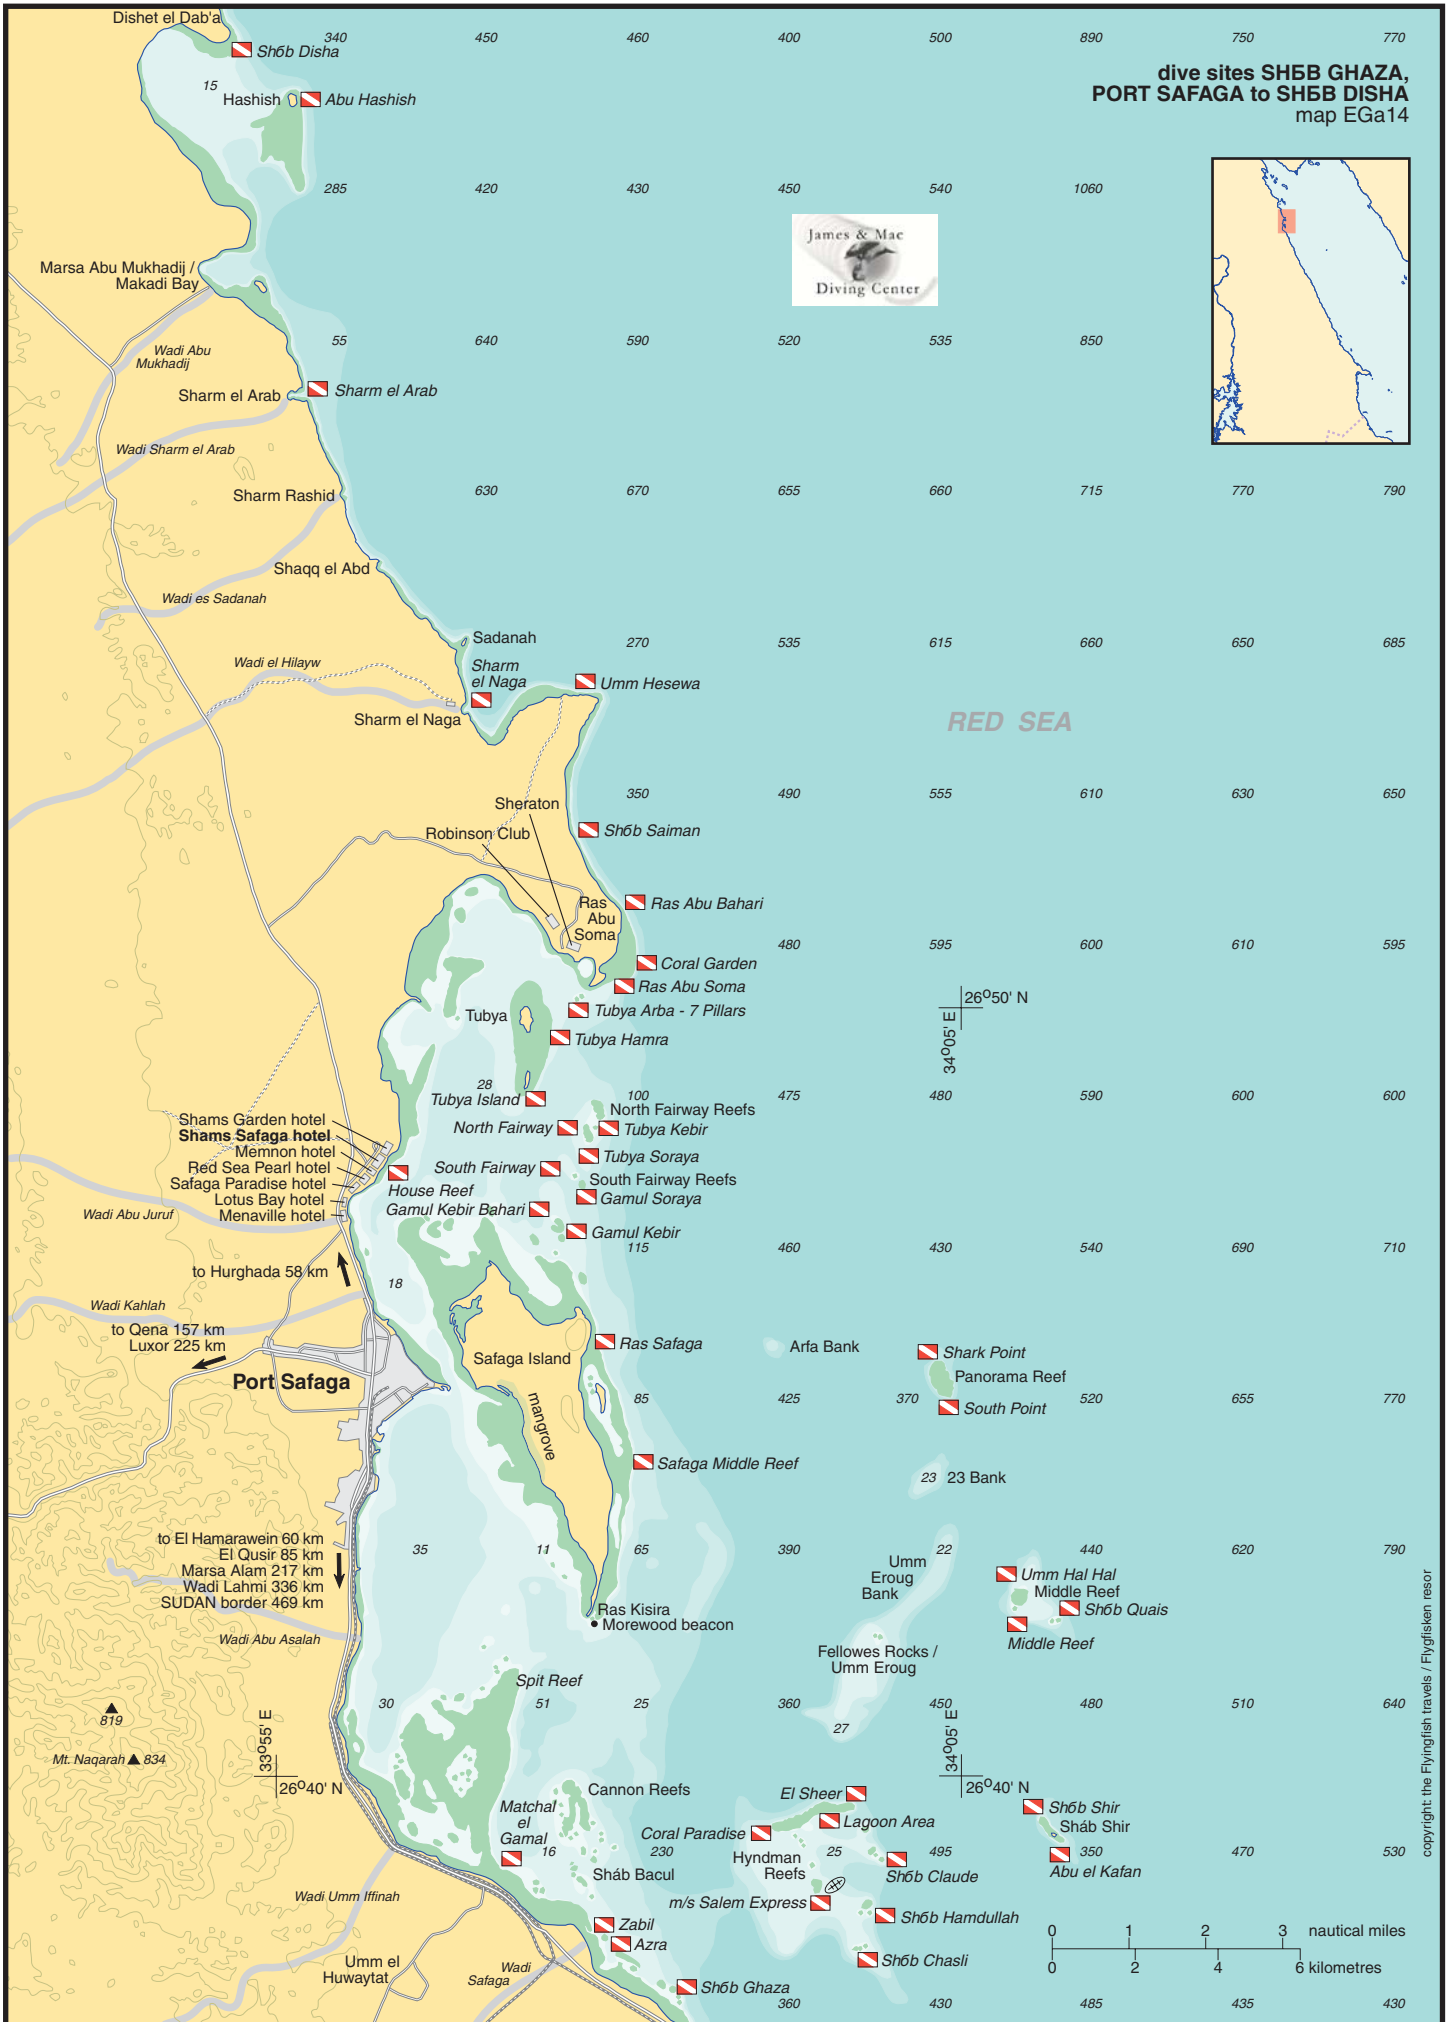 Dishet el Dab'a
340 450 460 400 500 890 750 770
Shбb Disha
dive sites SHБB GHAZA,
PORT SAFAGA to SHБB DISHA
map EGa14
15
Hashish
Abu Hashish
285 420 430 450 540 1060
James & Mac
Diving Center
Marsa Abu Mukhadij /
Makadi Bay
55 640 590 520 535 850
Wadi Abu
Mukhadij
Sharm el Arab
Sharm el Arab
Wadi Sharm el Arab
Sharm Rashid
630 670 655 660 715 770 790
Shaqq el Abd
Wadi es Sadanah
Sadanah
270 535 615 660 650 685
Wadi el Hilayw
Sharm
el Naga
Umm Hesewa
Sharm el Naga
RED SEA
350 490 555 610 630 650
Sheraton
Robinson Club
Shбb Saiman
Ras
Abu
Soma
Ras Abu Bahari
480 595 600 610 595
Coral Garden
Ras Abu Soma
26º50' N
34º05' E
Tubya
Tubya Arba - 7 Pillars
Tubya Hamra
28
Tubya Island
100 475 480 590 600 600
North Fairway Reefs
North Fairway
Tubya Kebir
Shams Garden hotel
Shams Safaga hotel
Memnon hotel
Red Sea Pearl hotel
Safaga Paradise hotel
Lotus Bay hotel
Menaville hotel
Tubya Soraya
South Fairway
South Fairway Reefs
House Reef
Gamul Soraya
Gamul Kebir Bahari
Wadi Abu Juruf
Gamul Kebir
115 460 430 540 690 710
to Hurghada 58 km
18
Wadi Kahlah
to Qena 157 km
Luxor 225 km
Ras Safaga
Arfa Bank
Shark Point
Safaga Island
Panorama Reef
Port Safaga
85 425 370 520 655 770
South Point
mangrove
Safaga Middle Reef
23
23 Bank
to El Hamarawein 60 km
El Qusir 85 km
Marsa Alam 217 km
Wadi Lahmi 336 km
SUDAN border 469 km
35 11 65 390 22 440 620 790
Umm
Eroug
Bank
Umm Hal Hal
Middle Reef
Shбb Quais
Middle Reef
Ras Kisira
Morewood beacon
Wadi Abu Asalah
Fellowes Rocks /
Umm Eroug
Spit Reef
30 51 25 360 450 480 510 640
27
819
Mt. Naqarah
834
33º55' E
26º40' N
34º05' E
26º40' N
Cannon Reefs
El Sheer
Shбb Shir
Sháb Shir
Matchal
el
Gamal
Lagoon Area
Coral Paradise
16 230 25 495 350 470 530
Hyndman
Reefs
Sháb Bacul
Shбb Claude
Abu el Kafan
Wadi Umm Iffinah
m/s Salem Express
Shбb Hamdullah
Zabil
Azra
0 1 2 3 nautical miles
0 2 4 6 kilometres
Umm el
Huwaytat
Wadi
Safaga
Shбb Chasli
Shбb Ghaza
360 430 485 435 430
copyright: the Flyingfish travels / Flygfisken resor